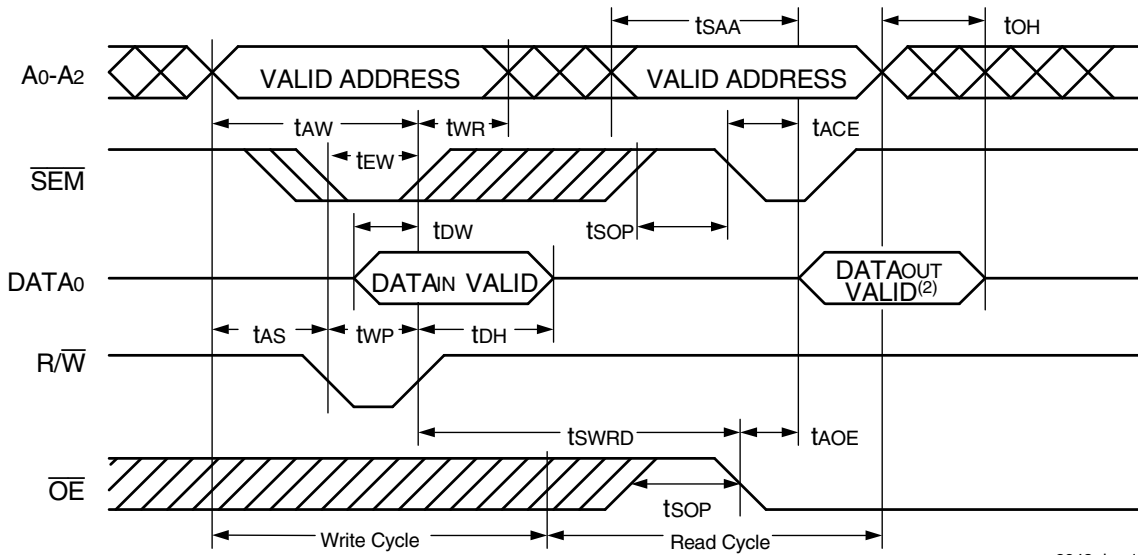 tSAA
tOH
A0-A2
VALID ADDRESS
VALID ADDRESS
tAW
tWR
tACE
tEW
SEM
tSOP
tDW
DATA0
DATAIN VALID
DATAOUT
VALID(2)
tAS
tWP
tDH
R/W
tSWRD
tAOE
OE
tSOP
Write Cycle
Read Cycle